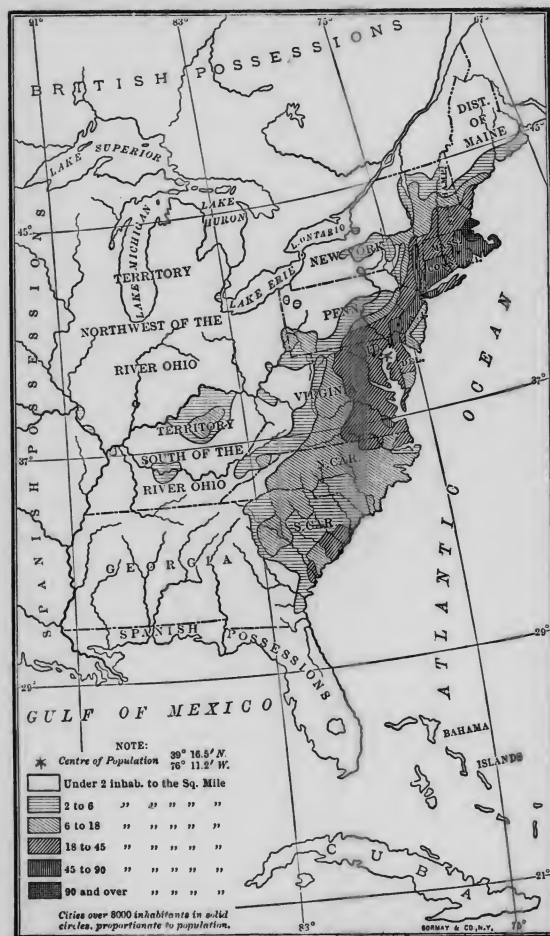 91°
83°
75°
67°
BRITISH POSSESSIONS
DIST.
OF
MAINE
45°
LAKE SUPERIOR
LAKE
HURON
LAKE MICHIGAN
45°
L. ONTARIO
NEW YORK
LAKE ERIE
TERRITORY
NORTHWEST OF THE
RIVER OHIO
PENN.
VIRGINIA
TERRITORY
SOUTH OF THE
RIVER OHIO
37°
37°
N. CAR.
S. CAR.
GEORGIA
SPANISH POSSESSIONS
SPANISH POSSESSIONS
ATLANTIC OCEAN
29°
29°
GULF OF MEXICO
BAHAMA
ISLANDS
NOTE:
Centre of Population 39° 16.5' N.
76° 11.2' W.
Under 2 inhab. to the Sq. Mile
2 to 6 " " " " "
6 to 18 " " " " "
18 to 45 " " " " "
45 to 90 " " " " "
90 and over " " " " "
Cities over 8000 inhabitants in solid
circles, proportionate to population.
CUBA
21°
83°
BORMAY & CO., N.Y.
75°